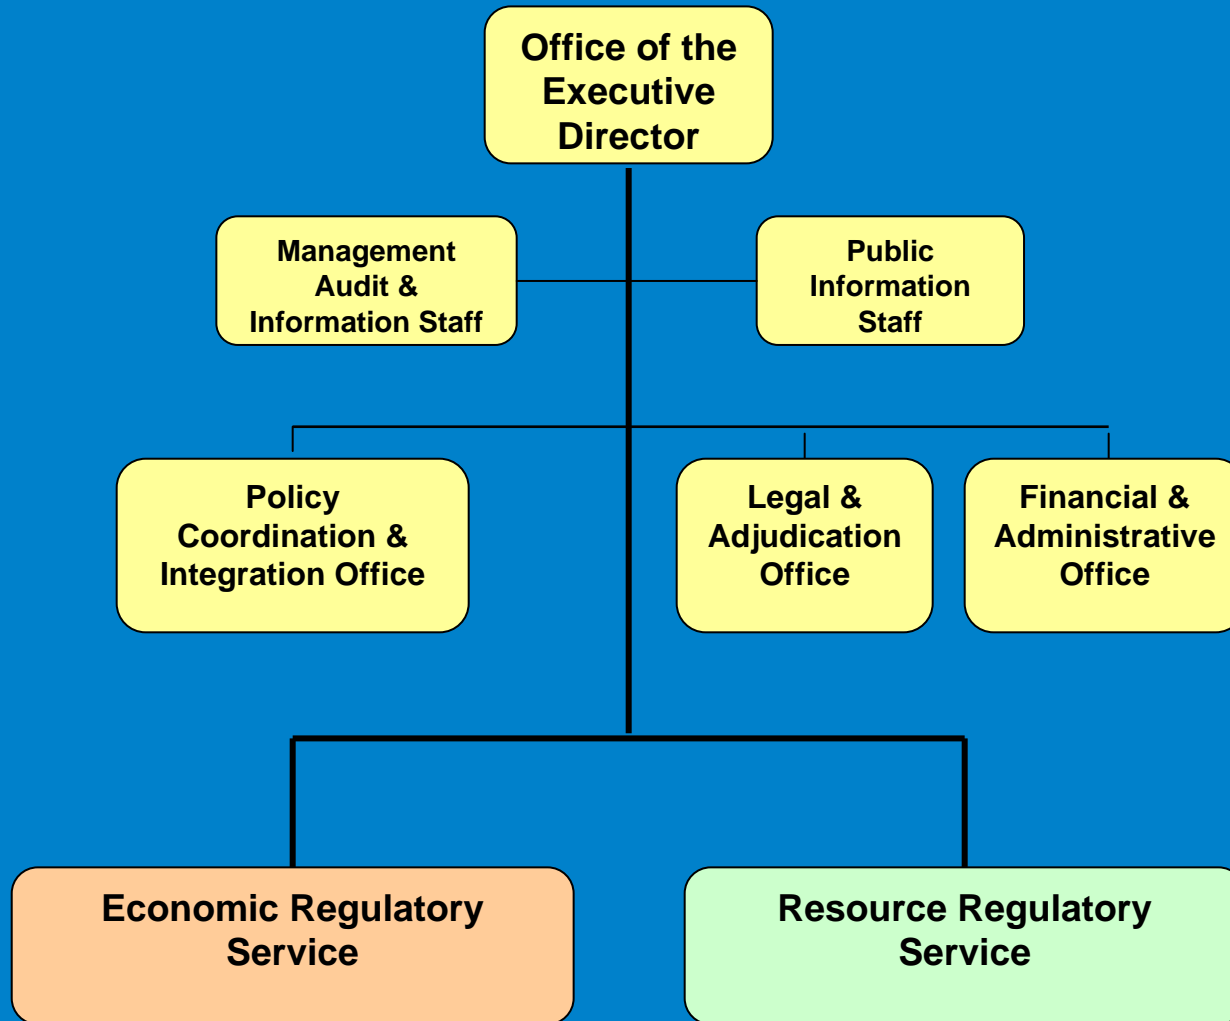 Office of the
Executive
Director
Management
Audit &
Information Staff
Public
Information
Staff
Policy
Coordination &
Integration Office
Legal &
Adjudication
Office
Financial &
Administrative
Office
Economic Regulatory
Service
Resource Regulatory
Service